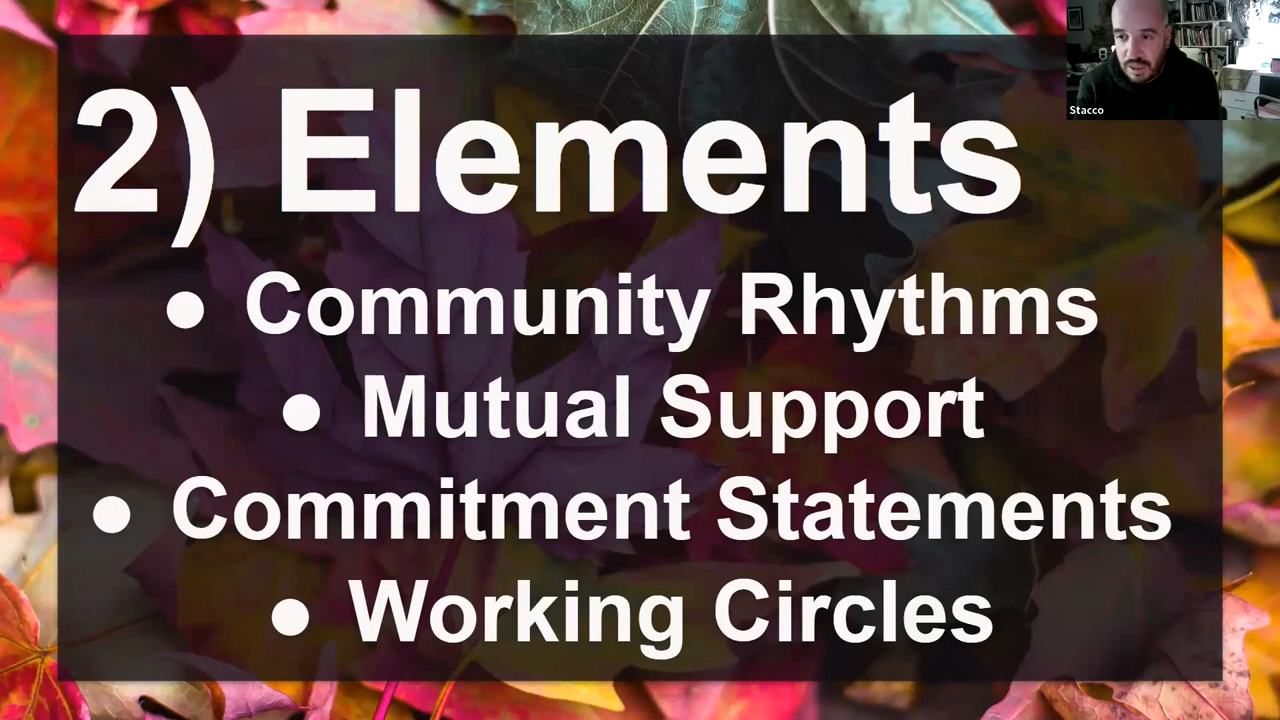 Stacco
2) Elements
● Community Rhythms
● Mutual Support
● Commitment Statements
● Working Circles